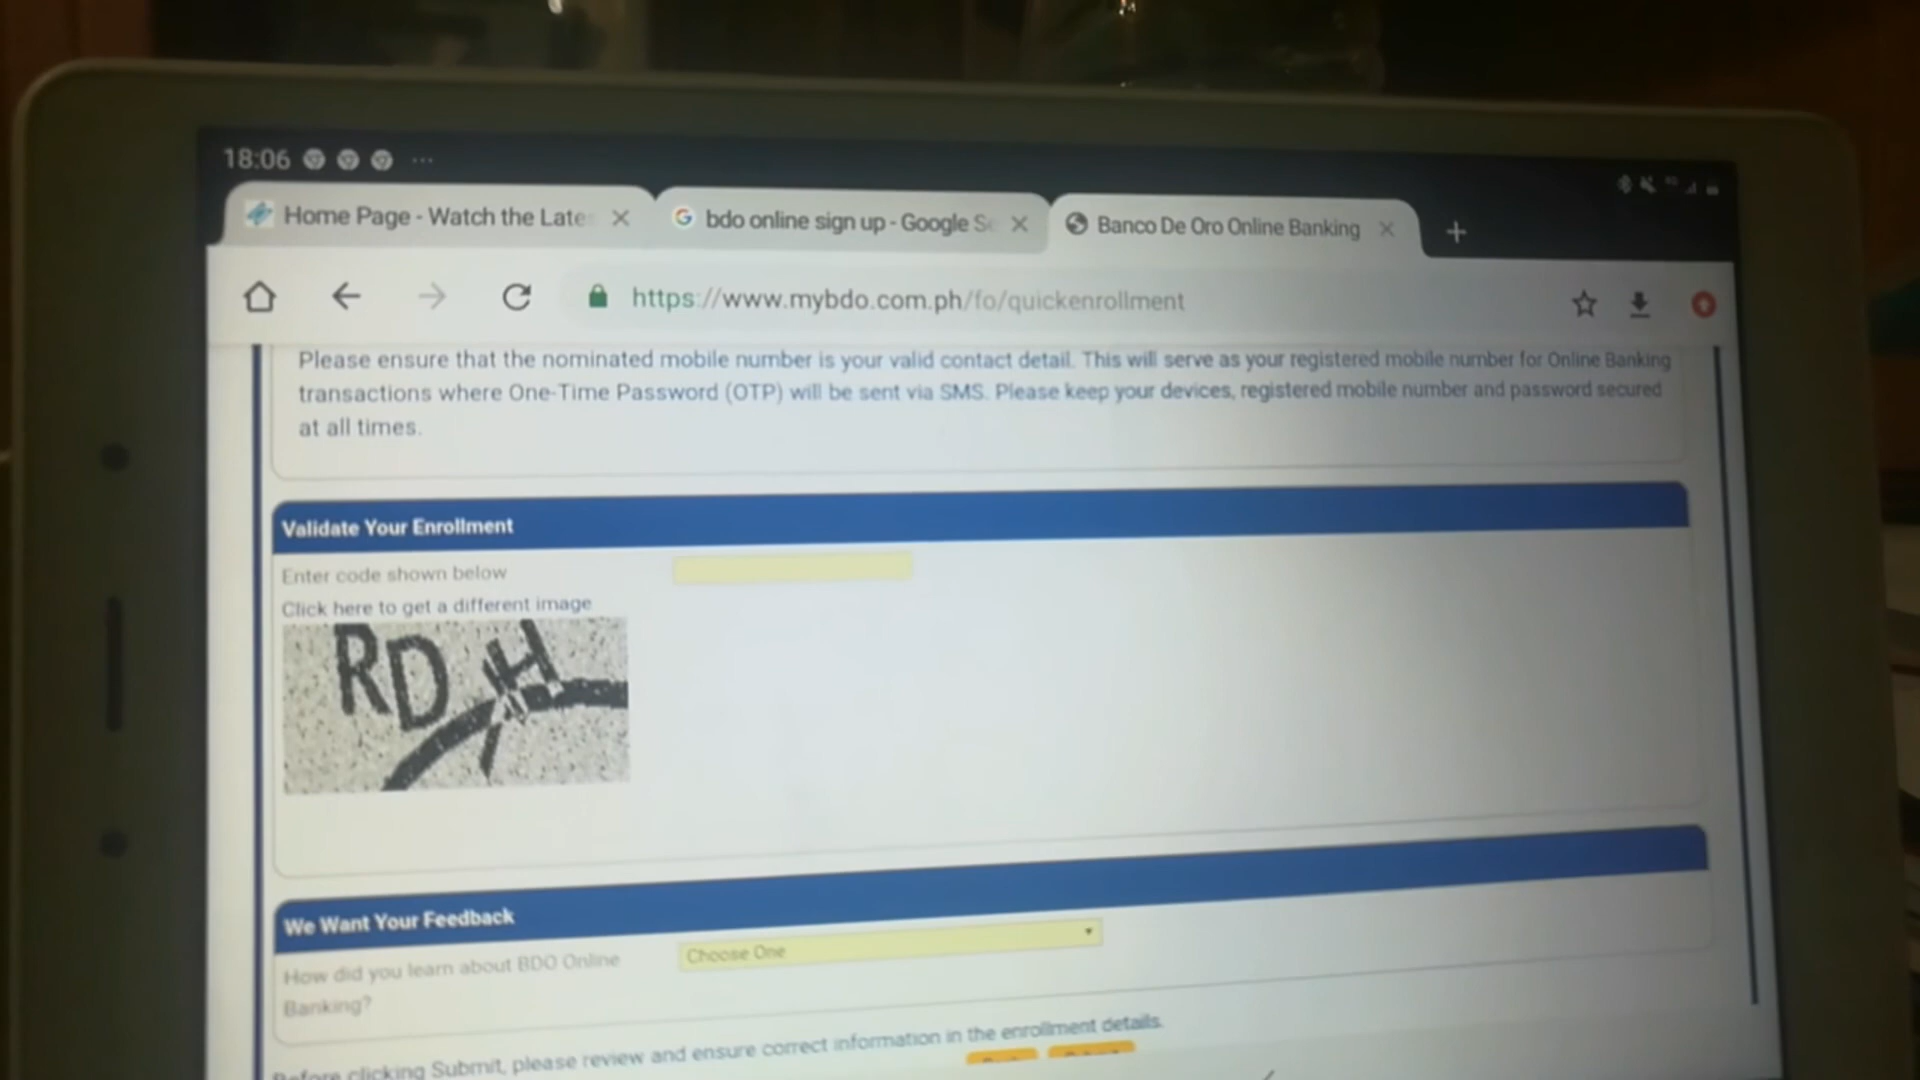 18:06
Home Page - Watch the Late
bdo online sign up - Google Se
Banco De Oro Online Banking
https://www.mybdo.com.ph/fo/quickenrollment
Please ensure that the nominated mobile number is your valid contact detail. This will serve as your registered mobile number for Online Banking
transactions where One-Time Password (OTP) will be sent via SMS. Please keep your devices, registered mobile number and password secured
at all times.
Validate Your Enrollment
Enter code shown below
Click here to get a different image
We Want Your Feedback
How did you learn about BDO Online
Banking?
Choose One
Before clicking Submit, please review and ensure correct information in the enrollment details.